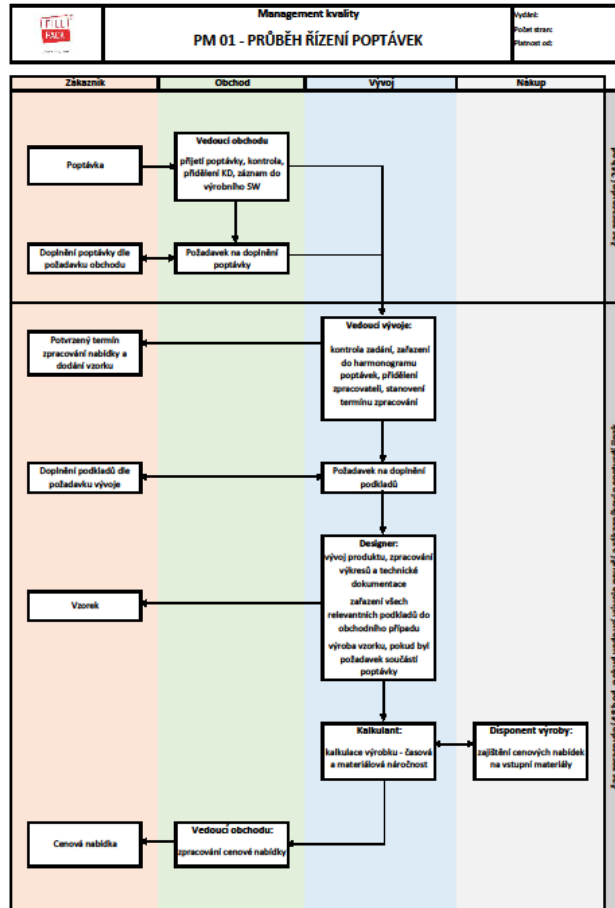 FILL
PACK
Management kvality
PM 01 - PRŮBĚH ŘÍZENÍ POPTÁVEK
Vydání:
Počet stran:
Platnost od:
Zákazník
Obchod
Vývoj
Nákup
Poptávka
Vedoucí obchodu
přijetí poptávky, kontrola,
přidělení KD, záznam do
výrobního SW
Doplnění poptávky dle
požadavku obchodu
Požadavek na doplnění
poptávky
Potvrzený termín
zpracování nabídky a
dodání vzorku
Vedoucí vývoje:
kontrola zadání, zařazení
do harmonogramu
poptávek, přidělení
zpracovateli, stanovení
termínu zpracování
Doplnění podkladů dle
požadavku vývoje
Požadavek na doplnění
podkladů
Designer:
vývoj produktu, zpracování
výkresů a technické
dokumentace
zařazení všech
relevantních podkladů do
obchodního případu
výroba vzorku, pokud byl
požadavek součástí
poptávky
Vzorek
Kalkulant:
kalkulace výrobku - časová
a materiálová náročnost
Disponent výroby:
zajištění cenových nabídek
na vstupní materiály
Cenová nabídka
Vedoucí obchodu:
zpracování cenové nabídky